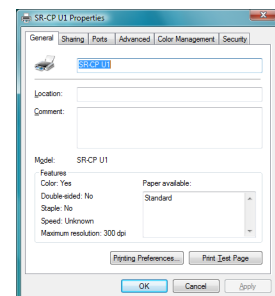 SR-CP U1 Properties
General Sharing Ports Advanced Color Management Security
SR-CP U1
Location:
Comment:
Model: SR-CP U1
Features
Color: Yes Paper available:
Double-sided: No Standard
Staple: No
Speed: Unknown
Maximum resolution: 300 dpi
Printing Preferences... Print Test Page
OK Cancel Apply